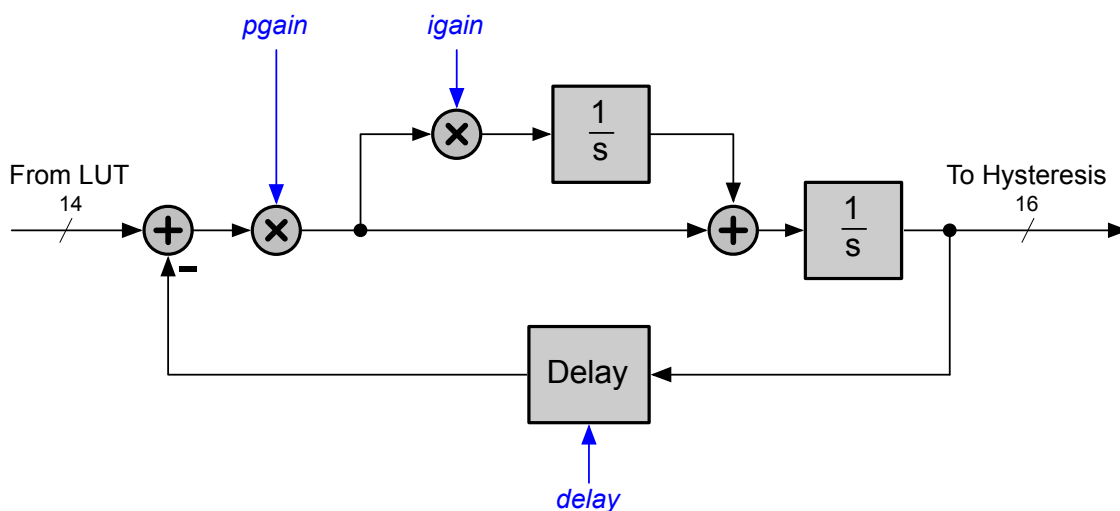 pgain
igain
1
s
From LUT
14
To Hysteresis
16
1
s
Delay
delay